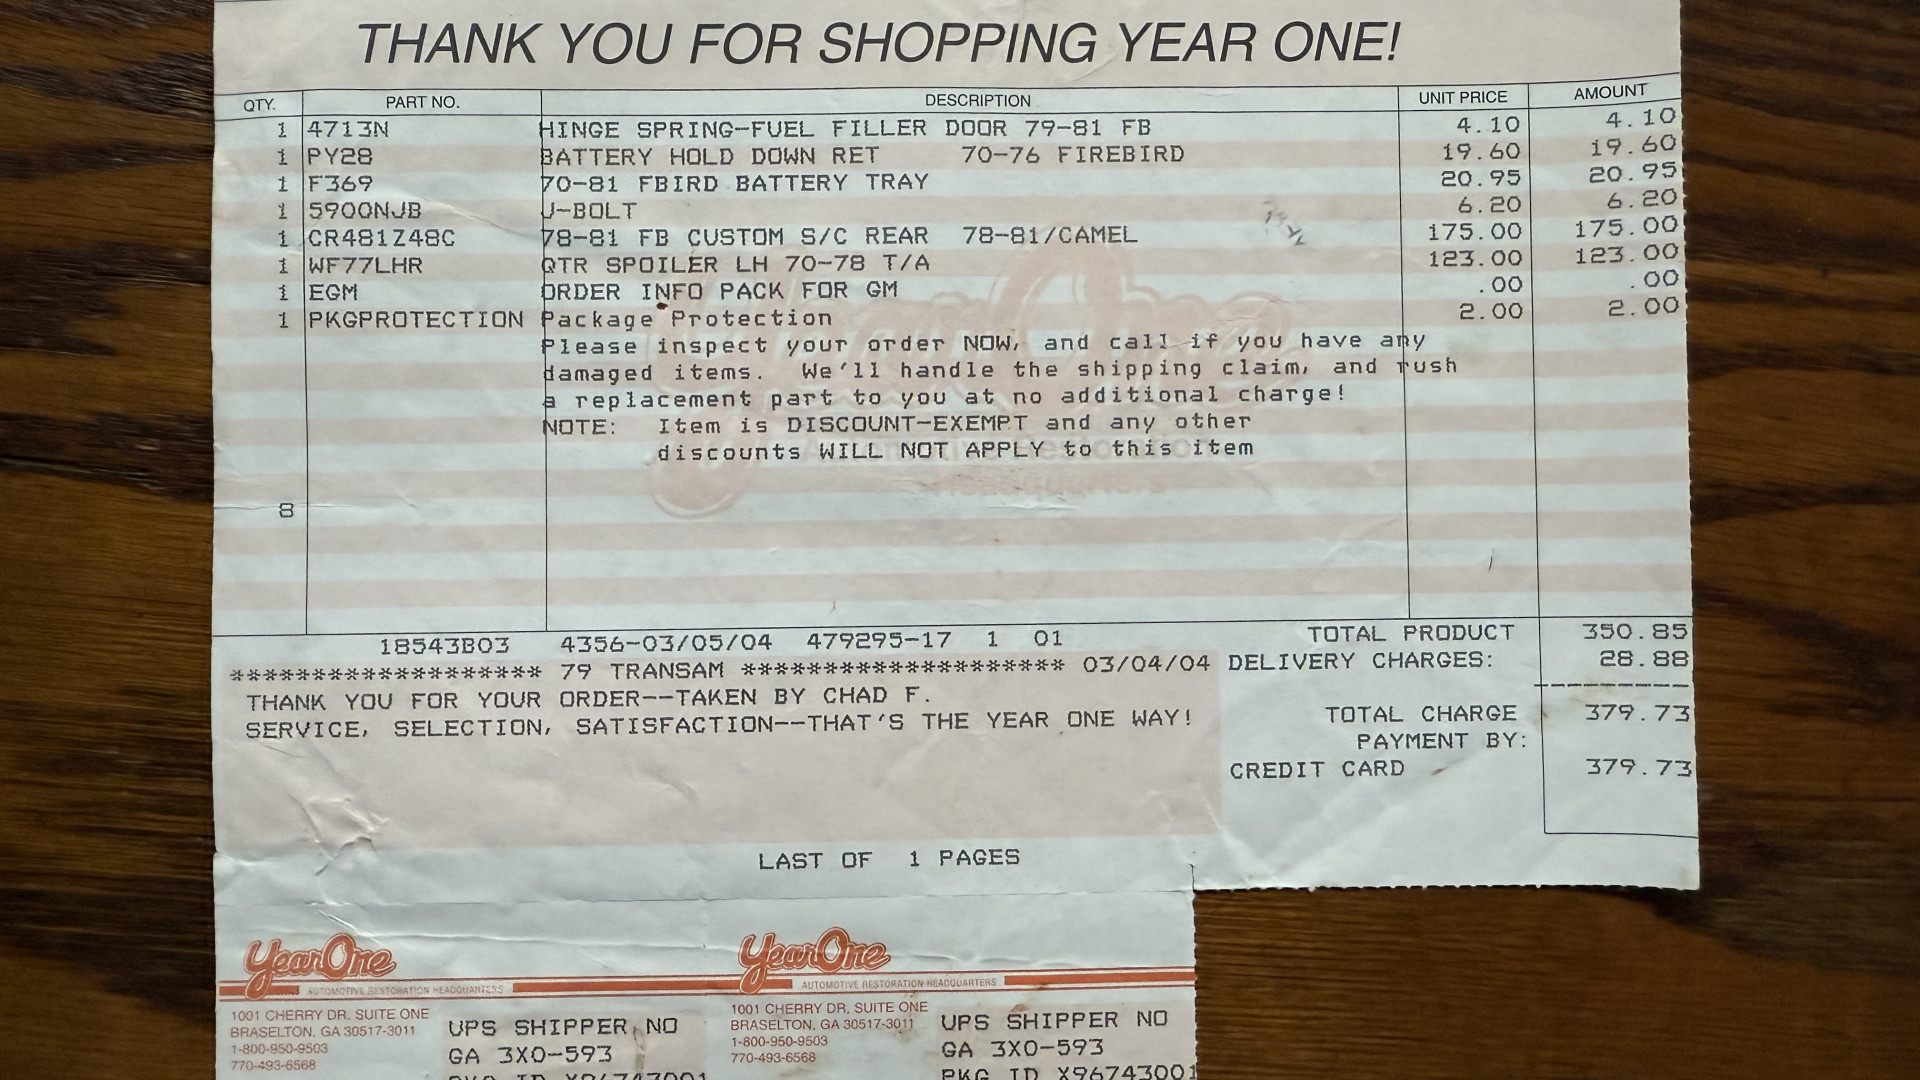 THANK YOU FOR SHOPPING YEAR ONE!
QTY. PART NO. DESCRIPTION UNIT PRICE AMOUNT
1 4713N HINGE SPRING-FUEL FILLER DOOR 79-81 FB 4.10 4.10
1 PY28 BATTERY HOLD DOWN RET 70-76 FIREBIRD 19.60 19.60
1 F369 70-81 FBIRD BATTERY TRAY 20.95 20.95
1 5900NJB U-BOLT 6.20 6.20
1 CR481Z48C 78-81 FB CUSTOM S/C REAR 78-81/CAMEL 175.00 175.00
1 WF77LHR QTR SPOILER LH 70-78 T/A 123.00 123.00
1 EGM ORDER INFO PACK FOR GM .00 .00
1 PKGPROTECTION Package Protection 2.00 2.00
Please inspect your order NOW, and call if you have any
damaged items. We'll handle the shipping claim, and rush
a replacement part to you at no additional charge!
NOTE: Item is DISCOUNT-EXEMPT and any other
discounts WILL NOT APPLY to this item
8
18543B03 4356-03/05/04 479295-17 1 01 TOTAL PRODUCT 350.85
****************** 79 TRANSAM ******************* 03/04/04 DELIVERY CHARGES: 28.88
THANK YOU FOR YOUR ORDER--TAKEN BY CHAD F.
SERVICE, SELECTION, SATISFACTION--THAT'S THE YEAR ONE WAY!
TOTAL CHARGE 379.73
PAYMENT BY:
CREDIT CARD 379.73
LAST OF 1 PAGES
YearOne
AUTOMOTIVE RESTORATION HEADQUARTERS
1001 CHERRY DR, SUITE ONE
BRASELTON, GA 30517-3011
1-800-950-9503
770-493-6568
UPS SHIPPER NO
GA 3X0-593
PKG ID X96743001
YearOne
AUTOMOTIVE RESTORATION HEADQUARTERS
1001 CHERRY DR, SUITE ONE
BRASELTON, GA 30517-3011
1-800-950-9503
770-493-6568
UPS SHIPPER NO
GA 3X0-593
PKG ID X96743001